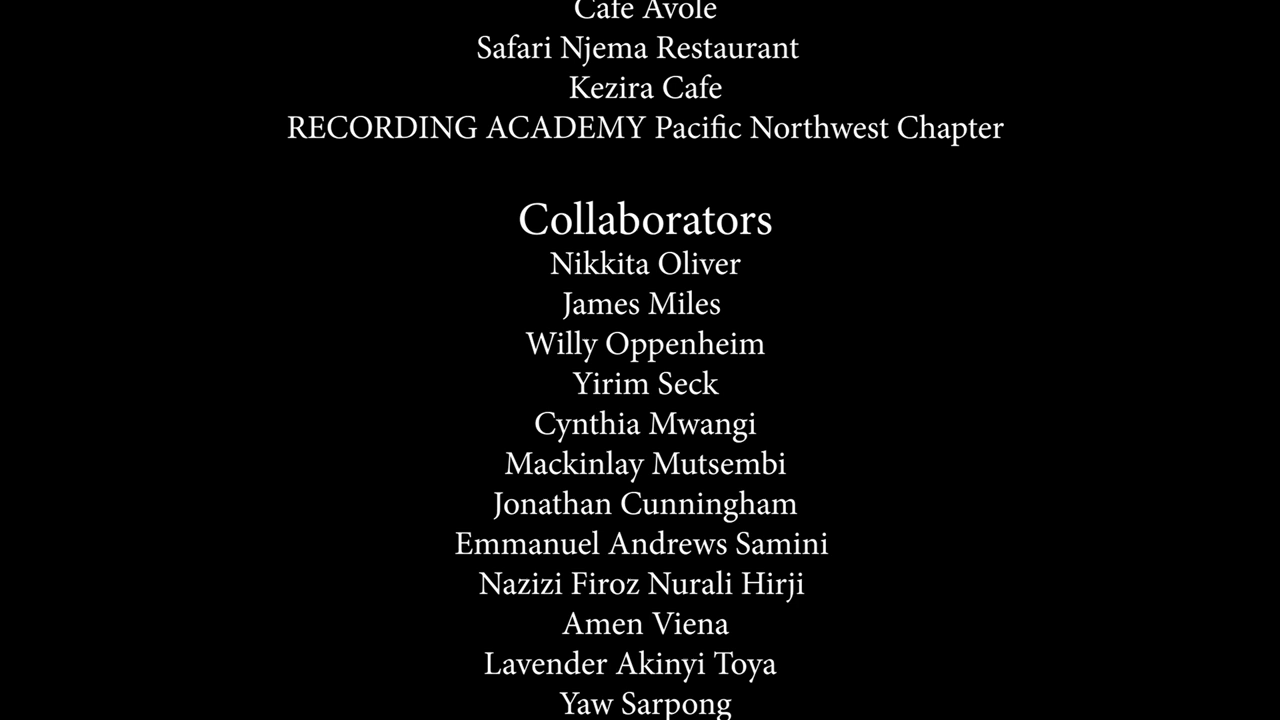 Cafe Avole
Safari Njema Restaurant
Kezira Cafe
RECORDING ACADEMY Pacific Northwest Chapter
Collaborators
Nikkita Oliver
James Miles
Willy Oppenheim
Yirim Seck
Cynthia Mwangi
Mackinlay Mutsembi
Jonathan Cunningham
Emmanuel Andrews Samini
Nazizi Firoz Nurali Hirji
Amen Viena
Lavender Akinyi Toya
Yaw Sarpong